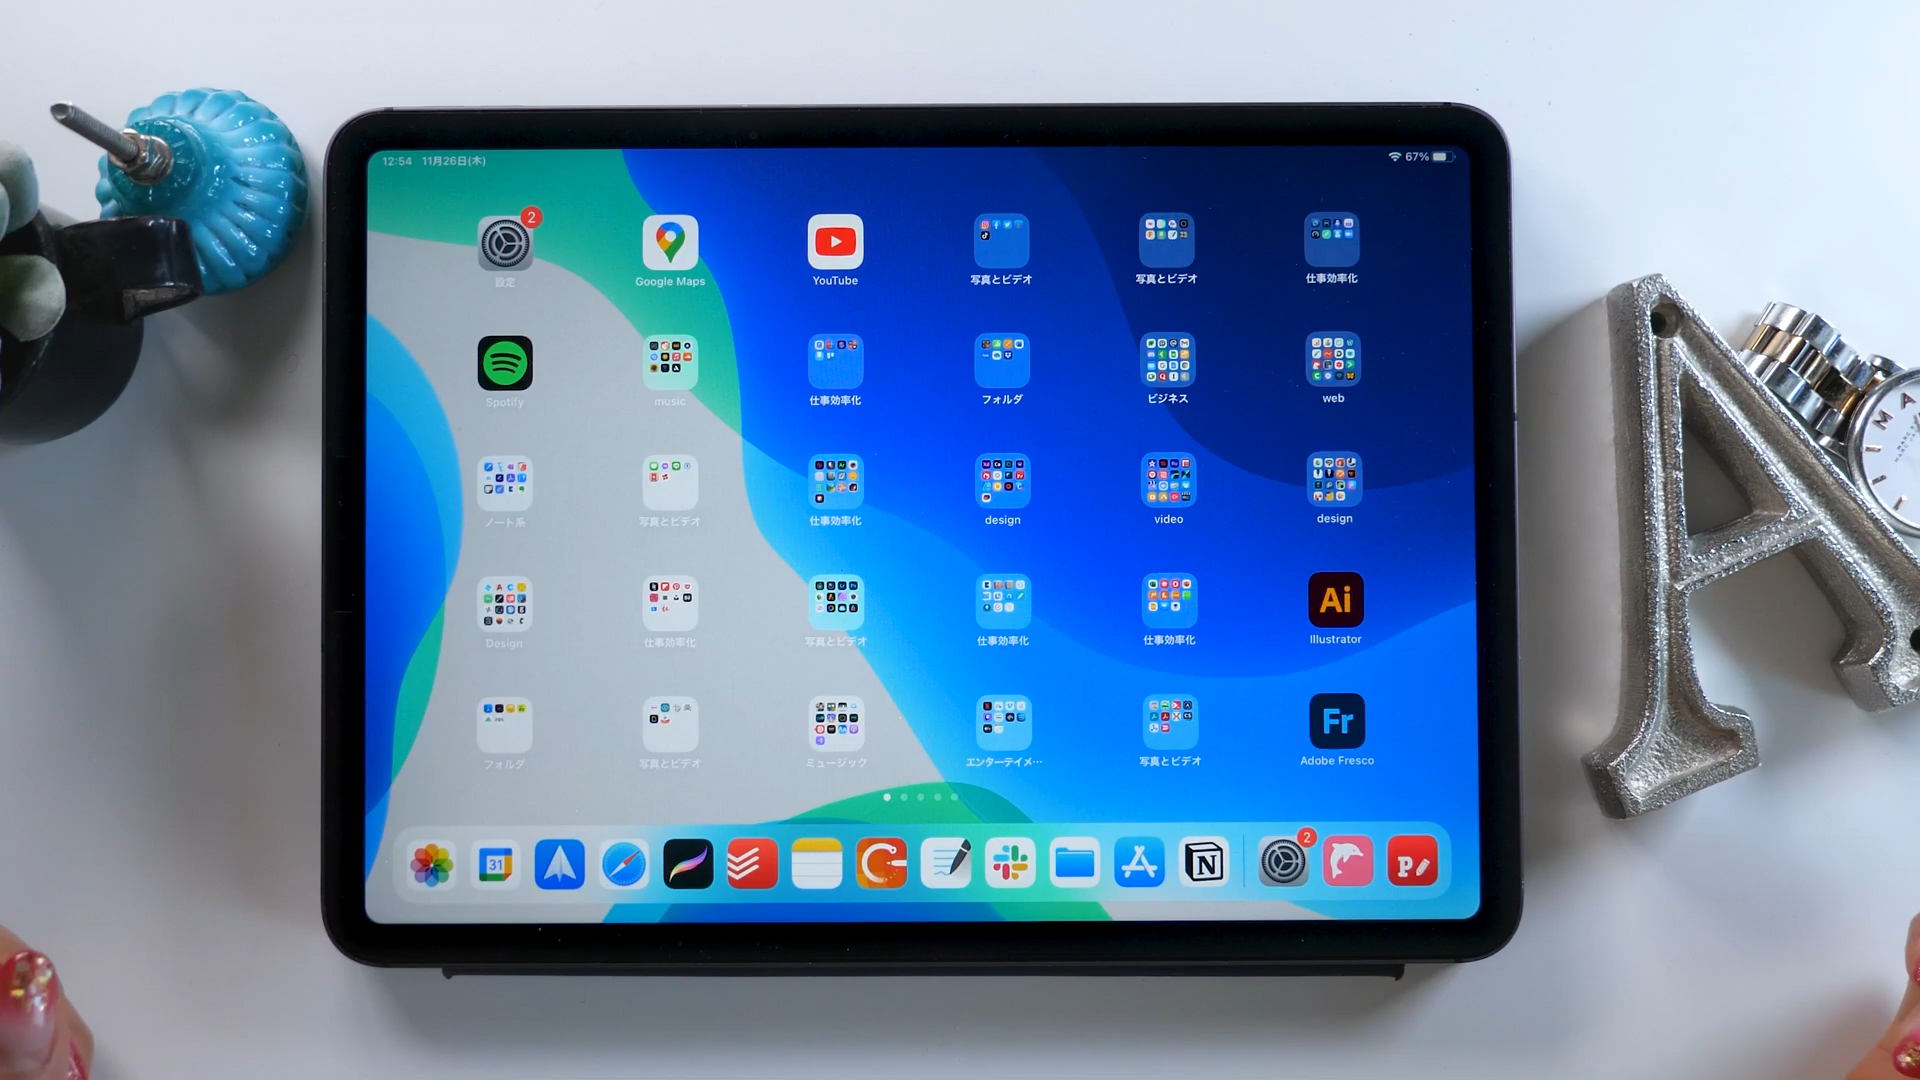 12:54 11月26日(木)
67%
2
設定
Google Maps
YouTube
写真とビデオ
写真とビデオ
仕事効率化
Spotify
music
仕事効率化
フォルダ
ビジネス
web
ノート系
写真とビデオ
仕事効率化
design
video
design
Design
仕事効率化
写真とビデオ
仕事効率化
仕事効率化
Ai
Illustrator
フォルダ
写真とビデオ
ミュージック
エンターテイメ…
写真とビデオ
Fr
Adobe Fresco
31
N
2
P
A
M A